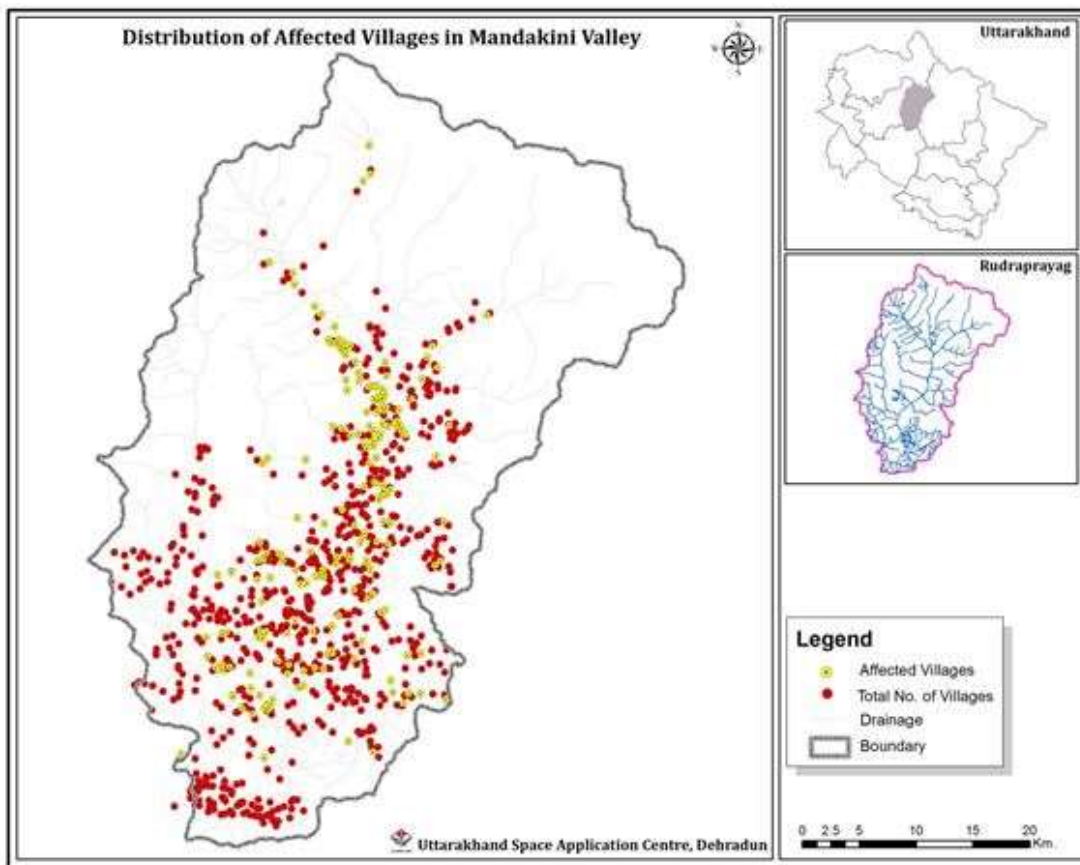 Distribution of Affected Villages in Mandakini Valley
N
Uttarakhand
Rudraprayag
Legend
Affected Villages
Total No. of Villages
Drainage
Boundary
Uttarakhand Space Application Centre, Dehradun
0 2.5 5 10 15 20
Km.